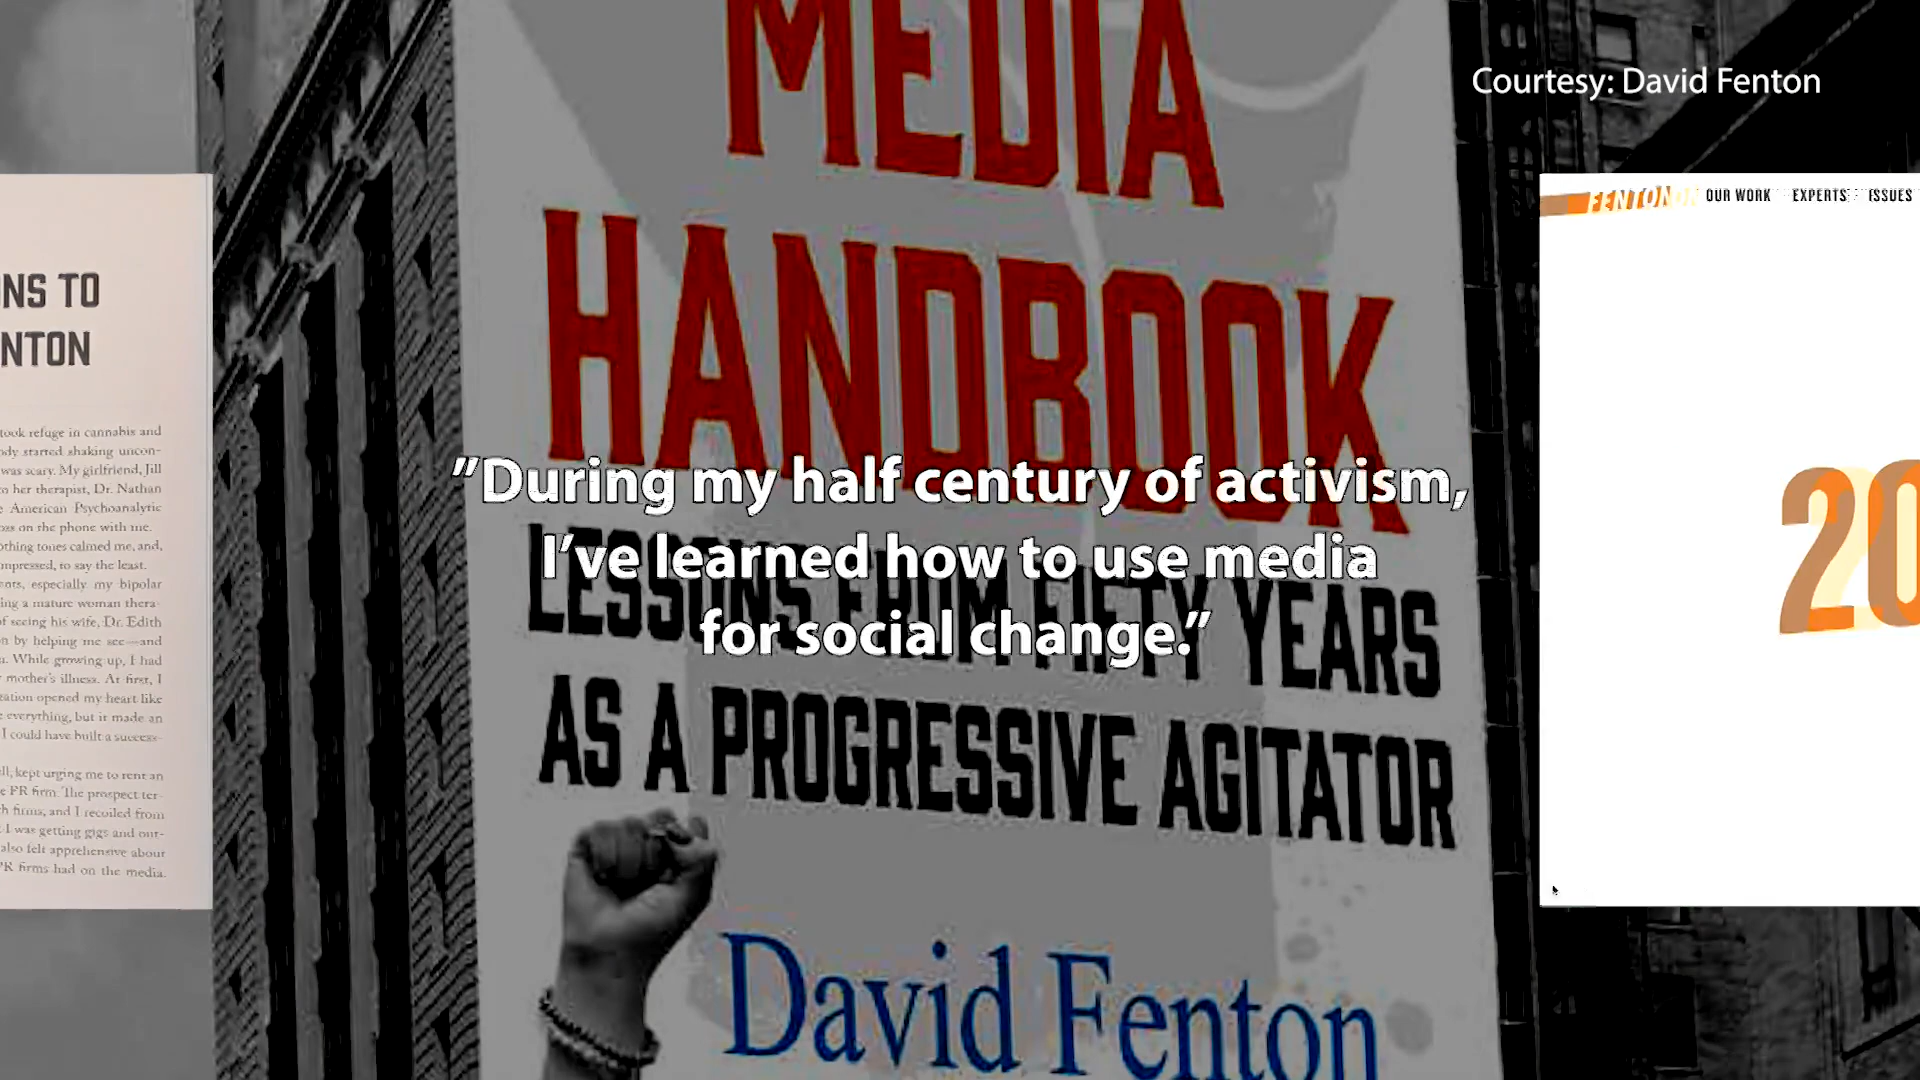 Courtesy: David Fenton
MEDIA
HANDBOOK
"During my half century of activism,
I've learned how to use media
for social change."
LESSONS FROM FIFTY YEARS
AS A PROGRESSIVE AGITATOR
David Fenton
NS TO
NTON
took refuge in cannabis and
started shaking uncon-
was scary. My girlfriend, Jill
her therapist, Dr. Nathan
American Psychoanalytic
on the phone with me.
tones calmed me, and,
to say the least.
especially my bipolar
a mature woman thera-
of seeing his wife, Dr. Edith
by helping me see—and
While growing up, I had
mother's illness. At first, I
opened my heart like
everything, but it made an
I could have built a success-
kept urging me to rent an
PR firm. The prospect ter-
firms, and I recoiled from
I was getting gigs and our-
also felt apprehensive about
PR firms had on the media.
FENTON OUR WORK EXPERTS ISSUES
20